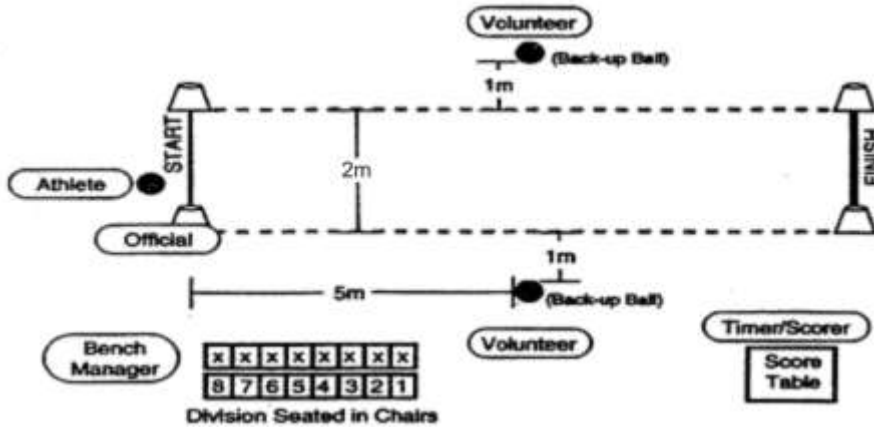 Volunteer
(Back-up Ball)
1m
START
2m
FINISH
Athlete
Official
1m
5m
(Back-up Ball)
Bench
Manager
x x x x x x x x
8 7 6 5 4 3 2 1
Division Seated in Chairs
Volunteer
Timer/Scorer
Score
Table